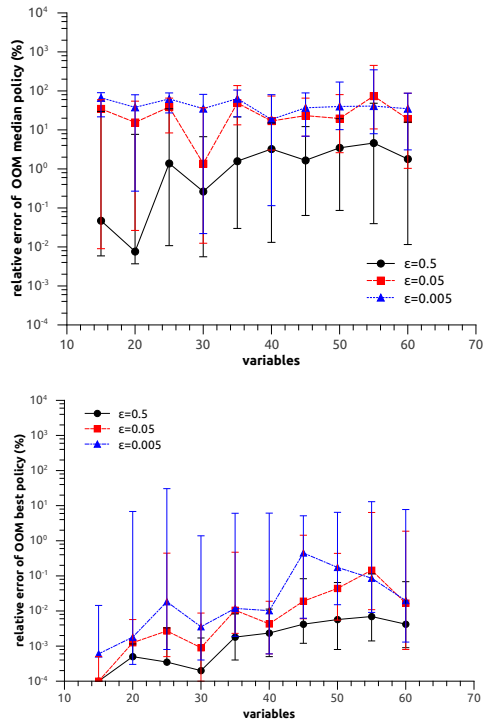 relative error of OOM median policy (%)
10^4
10^3
10^2
10^1
10^0
10^-1
10^-2
10^-3
10^-4
ε=0.5
ε=0.05
ε=0.005
10 20 30 40 50 60 70
variables
relative error of OOM best policy (%)
ε=0.5
ε=0.05
ε=0.005
10^4
10^3
10^2
10^1
10^0
10^-1
10^-2
10^-3
10^-4
10 20 30 40 50 60 70
variables